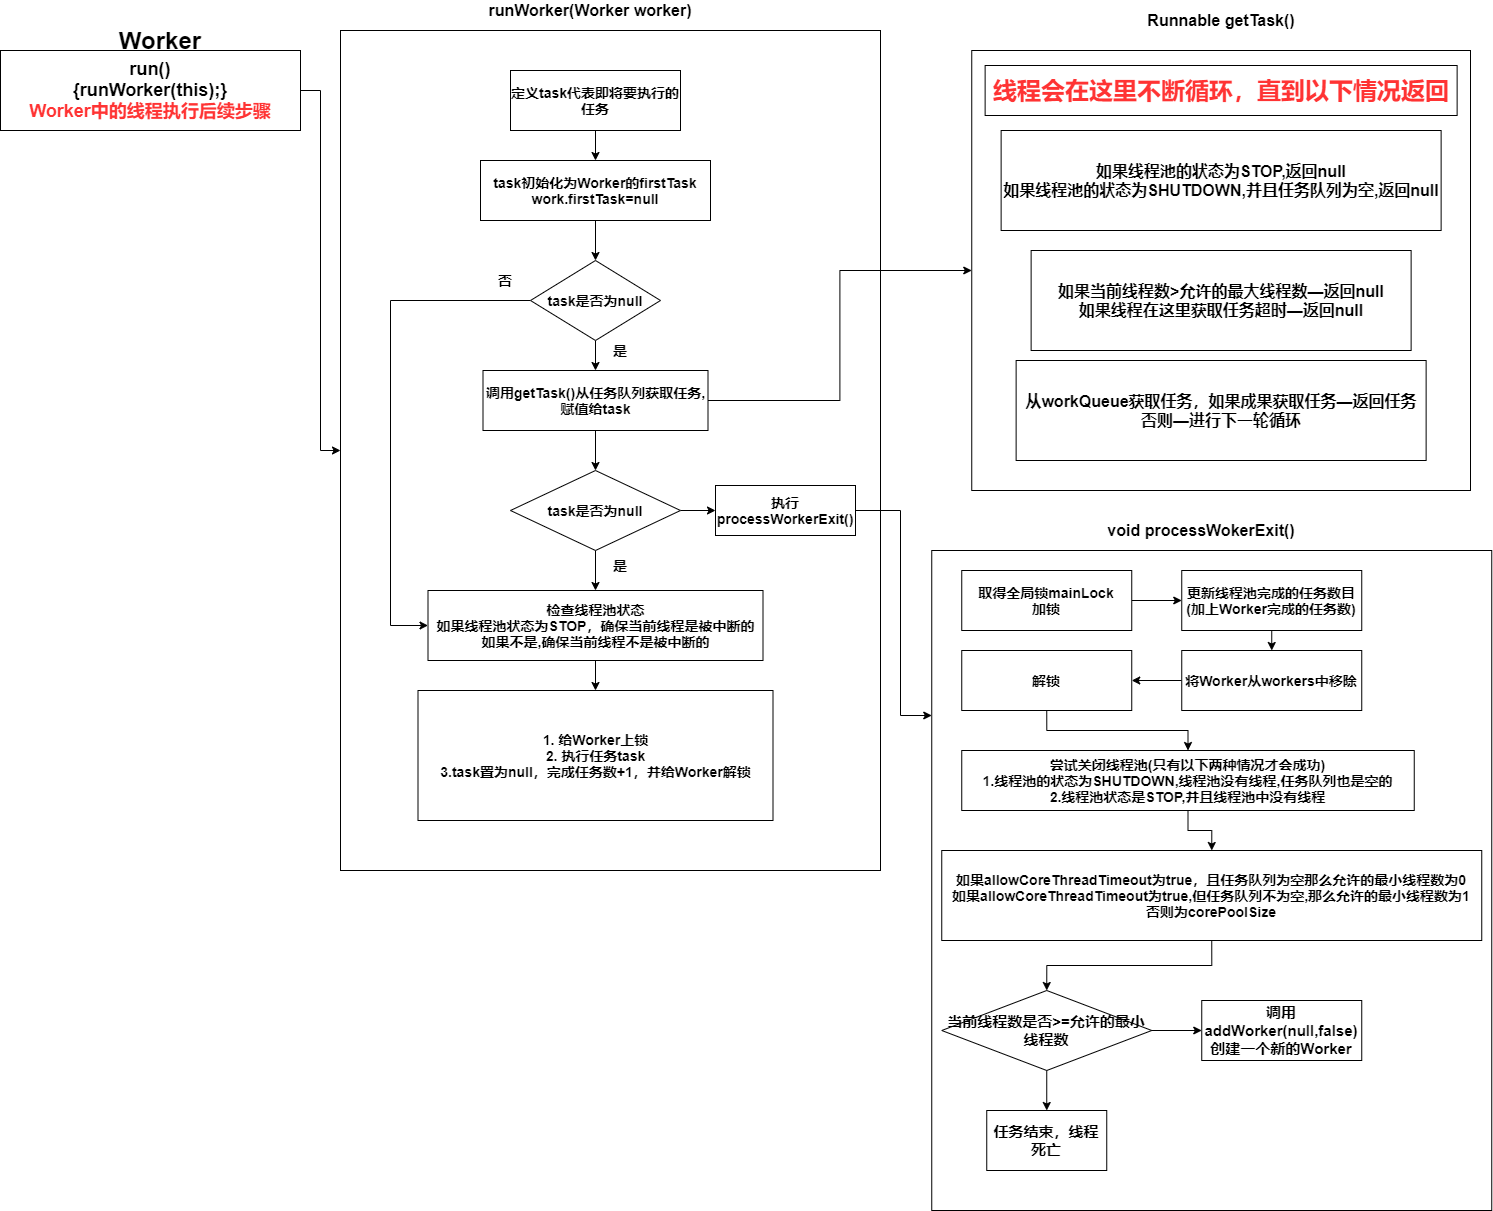 Worker
run()
{runWorker(this);}
Worker中的线程执行后续步骤
runWorker(Worker worker)
定义task代表即将要执行的
任务
task初始化为Worker的firstTask
work.firstTask=null
否
task是否为null
是
调用getTask()从任务队列获取任务,
赋值给task
task是否为null
执行
processWorkerExit()
是
检查线程池状态
如果线程池状态为STOP，确保当前线程是被中断的
如果不是,确保当前线程不是被中断的
1. 给Worker上锁
2. 执行任务task
3.task置为null，完成任务数+1，并给Worker解锁
Runnable getTask()
线程会在这里不断循环，直到以下情况返回
如果线程池的状态为STOP,返回null
如果线程池的状态为SHUTDOWN,并且任务队列为空,返回null
如果当前线程数>允许的最大线程数—返回null
如果线程在这里获取任务超时—返回null
从workQueue获取任务，如果成果获取任务—返回任务
否则—进行下一轮循环
void processWokerExit()
取得全局锁mainLock
加锁
更新线程池完成的任务数目
(加上Worker完成的任务数)
解锁
将Worker从workers中移除
尝试关闭线程池(只有以下两种情况才会成功)
1.线程池的状态为SHUTDOWN,线程池没有线程,任务队列也是空的
2.线程池状态是STOP,并且线程池中没有线程
如果allowCoreThreadTimeout为true，且任务队列为空那么允许的最小线程数为0
如果allowCoreThreadTimeout为true,但任务队列不为空,那么允许的最小线程数为1
否则为corePoolSize
当前线程数是否>=允许的最小
线程数
调用
addWorker(null,false)
创建一个新的Worker
任务结束，线程
死亡